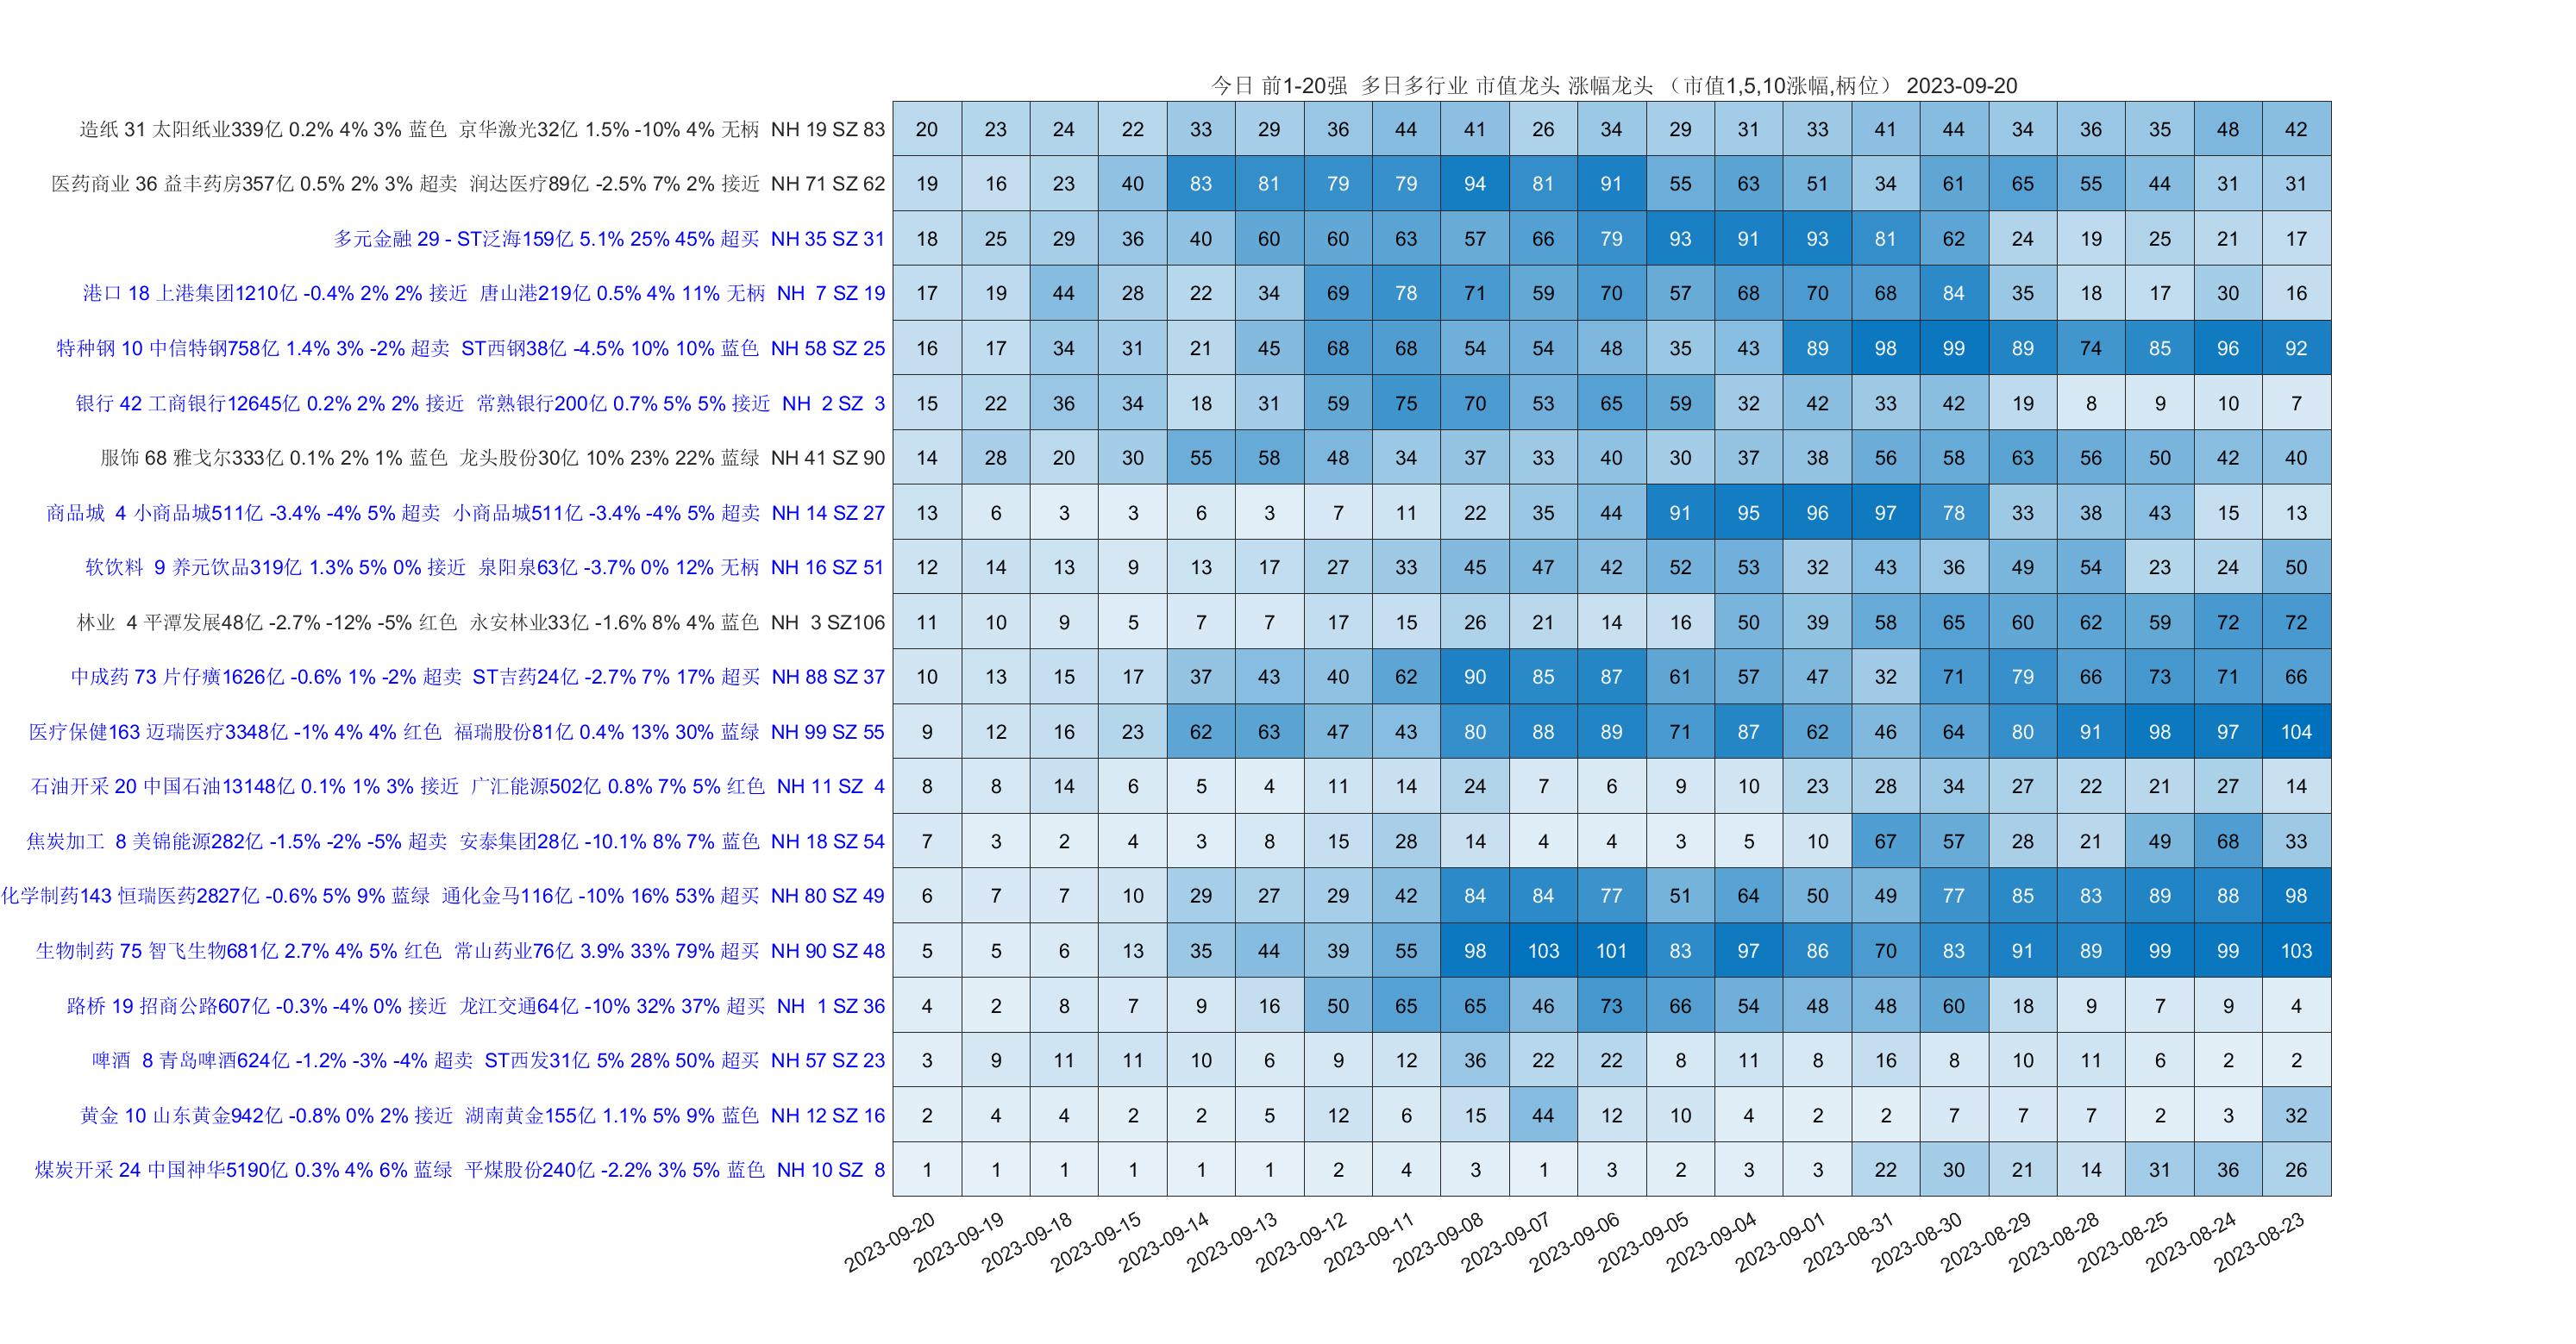 今日 前1-20强 多日多行业 市值龙头 涨幅龙头 （市值1,5,10涨幅,柄位） 2023-09-20
造纸 31 太阳纸业339亿 0.2% 4% 3% 蓝色 京华激光32亿 1.5% -10% 4% 无柄 NH 19 SZ 83 20 23 24 22 33 29 36 44 41 26 34 29 31 33 41 44 34 36 35 48 42
医药商业 36 益丰药房357亿 0.5% 2% 3% 超卖 润达医疗89亿 -2.5% 7% 2% 接近 NH 71 SZ 62 19 16 23 40 83 81 79 79 94 81 91 55 63 51 34 61 65 55 44 31 31
多元金融 29 - ST泛海159亿 5.1% 25% 45% 超买 NH 35 SZ 31 18 25 29 36 40 60 60 63 57 66 79 93 91 93 81 62 24 19 25 21 17
港口 18 上港集团1210亿 -0.4% 2% 2% 接近 唐山港219亿 0.5% 4% 11% 无柄 NH 7 SZ 19 17 19 44 28 22 34 69 78 71 59 70 57 68 70 68 84 35 18 17 30 16
特种钢 10 中信特钢758亿 1.4% 3% -2% 超卖 ST西钢38亿 -4.5% 10% 10% 蓝色 NH 58 SZ 25 16 17 34 31 21 45 68 68 54 54 48 35 43 89 98 99 89 74 85 96 92
银行 42 工商银行12645亿 0.2% 2% 2% 接近 常熟银行200亿 0.7% 5% 5% 接近 NH 2 SZ 3 15 22 36 34 18 31 59 75 70 53 65 59 32 42 33 42 19 8 9 10 7
服饰 68 雅戈尔333亿 0.1% 2% 1% 蓝色 龙头股份30亿 10% 23% 22% 蓝绿 NH 41 SZ 90 14 28 20 30 55 58 48 34 37 33 40 30 37 38 56 58 63 56 50 42 40
商品城 4 小商品城511亿 -3.4% -4% 5% 超卖 小商品城511亿 -3.4% -4% 5% 超卖 NH 14 SZ 27 13 6 3 3 6 3 7 11 22 35 44 91 95 96 97 78 33 38 43 15 13
软饮料 9 养元饮品319亿 1.3% 5% 0% 接近 泉阳泉63亿 -3.7% 0% 12% 无柄 NH 16 SZ 51 12 14 13 9 13 17 27 33 45 47 42 52 53 32 43 36 49 54 23 24 50
林业 4 平潭发展48亿 -2.7% -12% -5% 红色 永安林业33亿 -1.6% 8% 4% 蓝色 NH 3 SZ106 11 10 9 5 7 7 17 15 26 21 14 16 50 39 58 65 60 62 59 72 72
中成药 73 片仔癀1626亿 -0.6% 1% -2% 超卖 ST吉药24亿 -2.7% 7% 17% 超买 NH 88 SZ 37 10 13 15 17 37 43 40 62 90 85 87 61 57 47 32 71 79 66 73 71 66
医疗保健163 迈瑞医疗3348亿 -1% 4% 4% 红色 福瑞股份81亿 0.4% 13% 30% 蓝绿 NH 99 SZ 55 9 12 16 23 62 63 47 43 80 88 89 71 87 62 46 64 80 91 98 97 104
石油开采 20 中国石油13148亿 0.1% 1% 3% 接近 广汇能源502亿 0.8% 7% 5% 红色 NH 11 SZ 4 8 8 14 6 5 4 11 14 24 7 6 9 10 23 28 34 27 22 21 27 14
焦炭加工 8 美锦能源282亿 -1.5% -2% -5% 超卖 安泰集团28亿 -10.1% 8% 7% 蓝色 NH 18 SZ 54 7 3 2 4 3 8 15 28 14 4 4 3 5 10 67 57 28 21 49 68 33
化学制药143 恒瑞医药2827亿 -0.6% 5% 9% 蓝绿 通化金马116亿 -10% 16% 53% 超买 NH 80 SZ 49 6 7 7 10 29 27 29 42 84 84 77 51 64 50 49 77 85 83 89 88 98
生物制药 75 智飞生物681亿 2.7% 4% 5% 红色 常山药业76亿 3.9% 33% 79% 超买 NH 90 SZ 48 5 5 6 13 35 44 39 55 98 103 101 83 97 86 70 83 91 89 99 99 103
路桥 19 招商公路607亿 -0.3% -4% 0% 接近 龙江交通64亿 -10% 32% 37% 超买 NH 1 SZ 36 4 2 8 7 9 16 50 65 65 46 73 66 54 48 48 60 18 9 7 9 4
啤酒 8 青岛啤酒624亿 -1.2% -3% -4% 超卖 ST西发31亿 5% 28% 50% 超买 NH 57 SZ 23 3 9 11 11 10 6 9 12 36 22 22 8 11 8 16 8 10 11 6 2 2
黄金 10 山东黄金942亿 -0.8% 0% 2% 接近 湖南黄金155亿 1.1% 5% 9% 蓝色 NH 12 SZ 16 2 4 4 2 2 5 12 6 15 44 12 10 4 2 2 7 7 7 2 3 32
煤炭开采 24 中国神华5190亿 0.3% 4% 6% 蓝绿 平煤股份240亿 -2.2% 3% 5% 蓝色 NH 10 SZ 8 1 1 1 1 1 1 2 4 3 1 3 2 3 3 22 30 21 14 31 36 26
2023-09-20 2023-09-19 2023-09-18 2023-09-15 2023-09-14 2023-09-13 2023-09-12 2023-09-11 2023-09-08 2023-09-07 2023-09-06 2023-09-05 2023-09-04 2023-09-01 2023-08-31 2023-08-30 2023-08-29 2023-08-28 2023-08-25 2023-08-24 2023-08-23